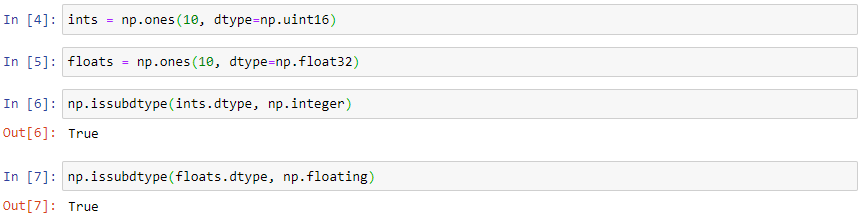 In [4]: ints = np.ones(10, dtype=np.uint16)
In [5]: floats = np.ones(10, dtype=np.float32)
In [6]: np.issubdtype(ints.dtype, np.integer)
Out[6]: True
In [7]: np.issubdtype(floats.dtype, np.floating)
Out[7]: True